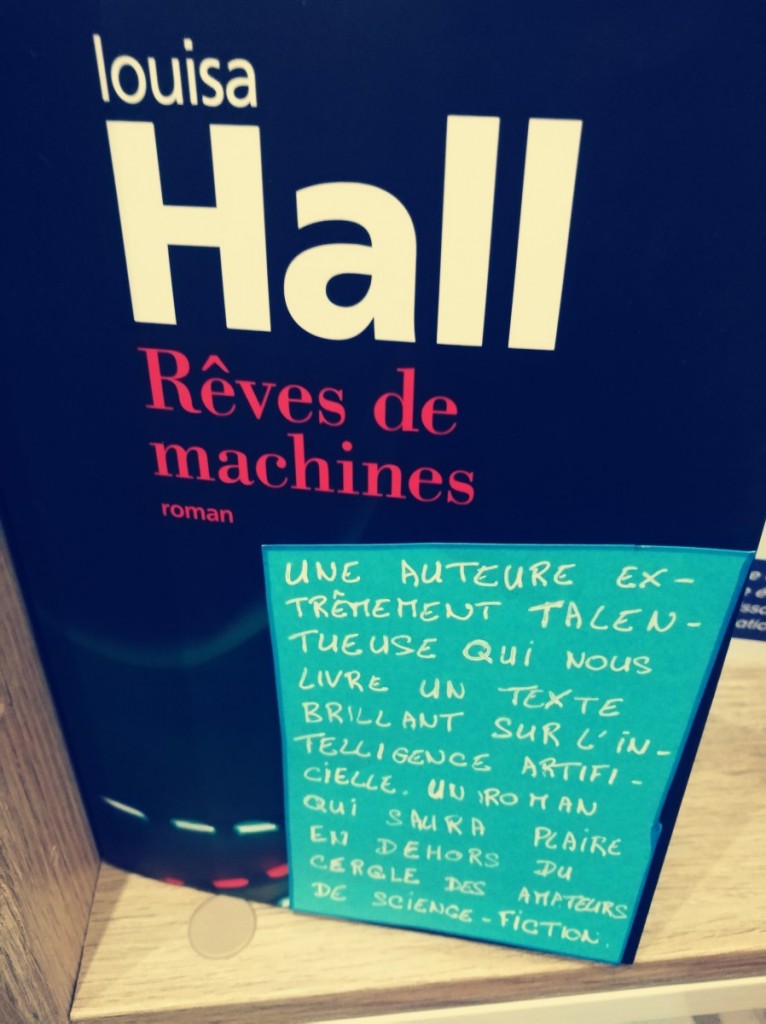 louisa
Hall
Rêves de
machines
roman
UNE AUTEURE EX-
TRÊMEMENT TALEN-
TUEUSE QUI NOUS
LIVRE UN TEXTE
BRILLANT SUR L'IN-
TELLIGENCE ARTIFI-
CIELLE. UN ROMAN
QUI SAURA PLAIRE
EN DEHORS DU
CERCLE DES AMATEURS
DE SCIENCE-FICTION.